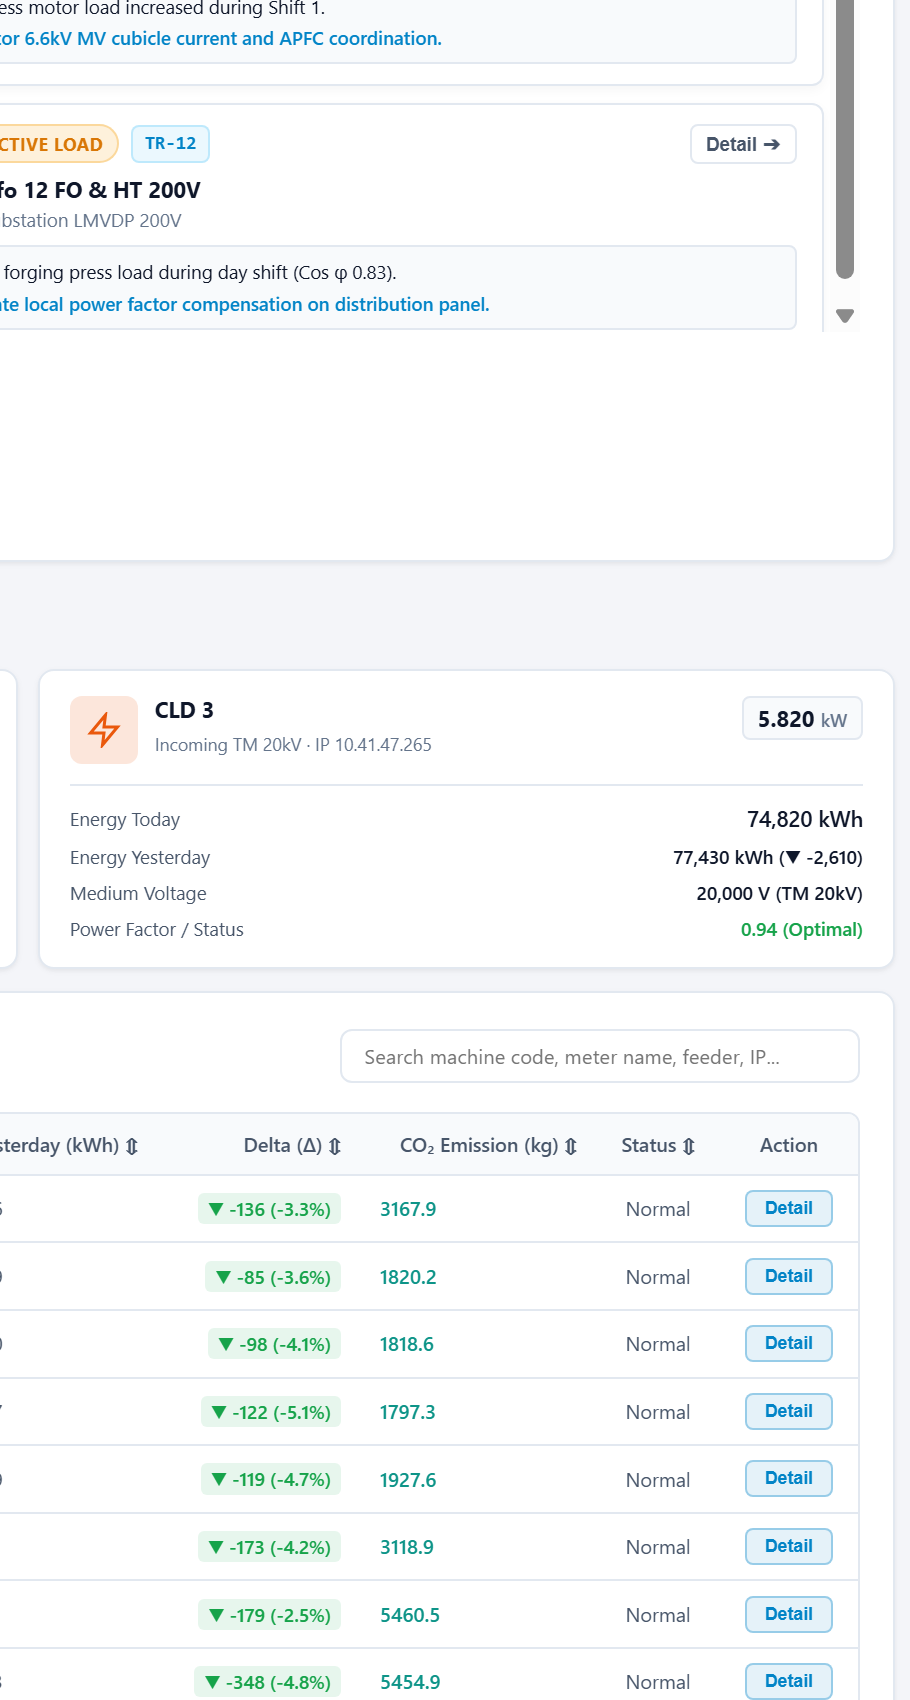 ess motor load increased during Shift 1.
tor 6.6kV MV cubicle current and APFC coordination.
CTIVE LOAD TR-12 Detail ➔
fo 12 FO & HT 200V
bstation LMVDP 200V
forging press load during day shift (Cos φ 0.83).
te local power factor compensation on distribution panel.
CLD 3 5.820 kW
Incoming TM 20kV · IP 10.41.47.265
Energy Today 74,820 kWh
Energy Yesterday 77,430 kWh (▼ -2,610)
Medium Voltage 20,000 V (TM 20kV)
Power Factor / Status 0.94 (Optimal)
Search machine code, meter name, feeder, IP...
sterday (kWh) ⇕ Delta (Δ) ⇕ CO₂ Emission (kg) ⇕ Status ⇕ Action
▼ -136 (-3.3%) 3167.9 Normal Detail
▼ -85 (-3.6%) 1820.2 Normal Detail
▼ -98 (-4.1%) 1818.6 Normal Detail
▼ -122 (-5.1%) 1797.3 Normal Detail
▼ -119 (-4.7%) 1927.6 Normal Detail
▼ -173 (-4.2%) 3118.9 Normal Detail
▼ -179 (-2.5%) 5460.5 Normal Detail
▼ -348 (-4.8%) 5454.9 Normal Detail